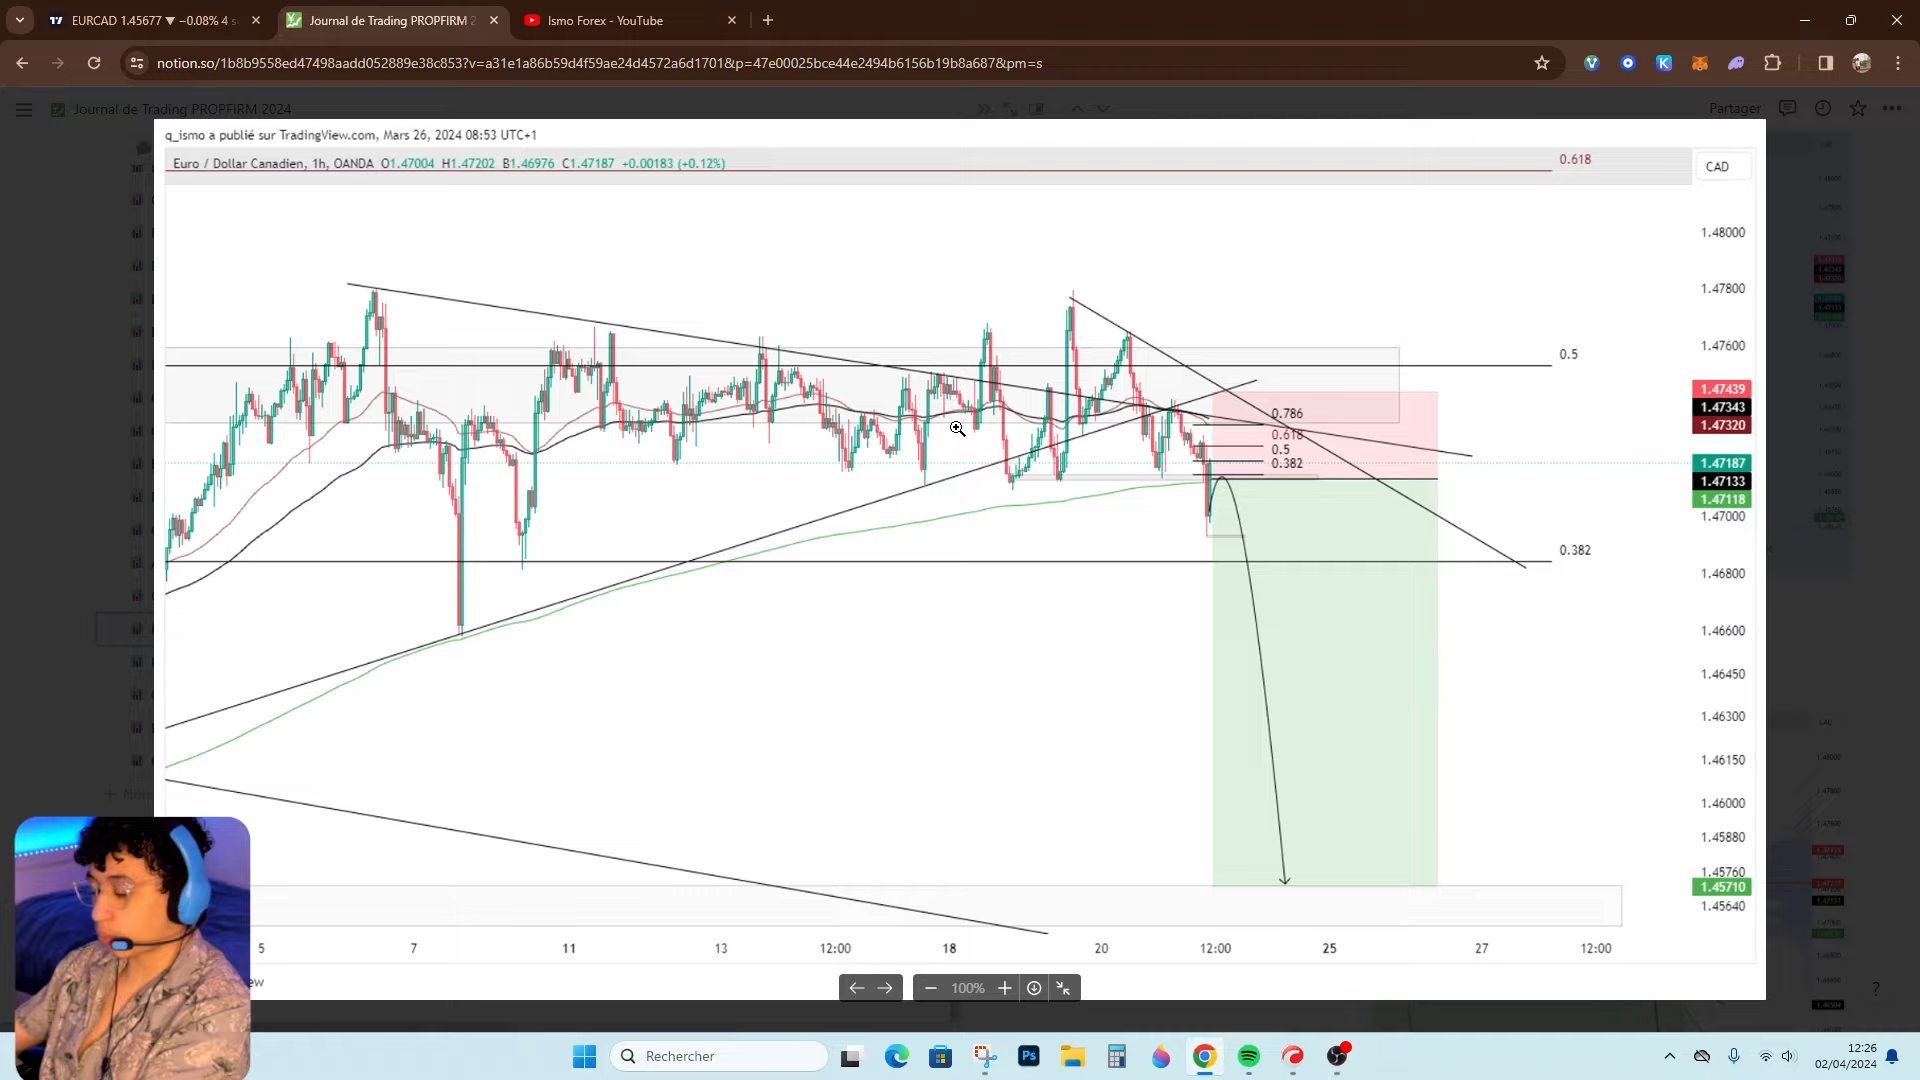 EURCAD 1.45677 ▼ −0.08% 4 s
Journal de Trading PROPFIRM 2
Ismo Forex - YouTube
notion.so/1b8b9558ed47498aadd052889e38c853?v=a31e1a86b59d4f59ae24d4572a6d1701&p=47e00025bce44e2494b6156b19b8a687&pm=s
Journal de Trading PROPFIRM 2024
Partager
q_ismo a publié sur TradingView.com, Mars 26, 2024 08:53 UTC+1
Euro / Dollar Canadien, 1h, OANDA O1.47004 H1.47202 B1.46976 C1.47187 +0.00183 (+0.12%)
0.618
CAD
1.48000
1.47800
1.47600
0.5
1.47439
1.47343
1.47320
0.786
0.618
0.5
0.382
1.47187
1.47133
1.47118
1.47000
0.382
1.46800
1.46600
1.46450
1.46300
1.46150
1.46000
1.45880
1.45760
1.45710
1.45640
5 7 11 13 12:00 18 20 12:00 25 27 12:00
ew
100%
Rechercher
Ps
12:26
02/04/2024